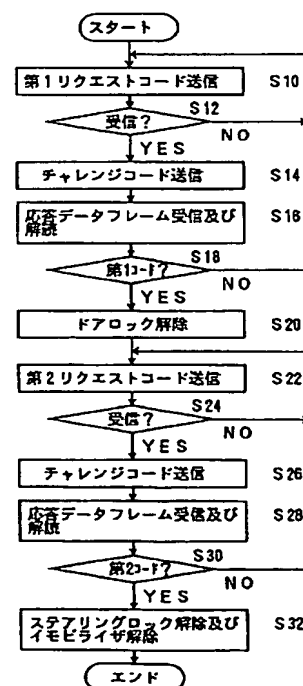 スタート
第1リクエストコード送信 S10
S12
受信?
NO
YES
チャレンジコード送信 S14
応答データフレーム受信及び S16
解読
S18
第1コード?
NO
YES
ドアロック解除 S20
第2リクエストコード送信 S22
S24
受信?
NO
YES
チャレンジコード送信 S26
応答データフレーム受信及び S28
解読
S30
第2コード?
NO
YES
ステアリングロック解除及び S32
イモビライザ解除
エンド